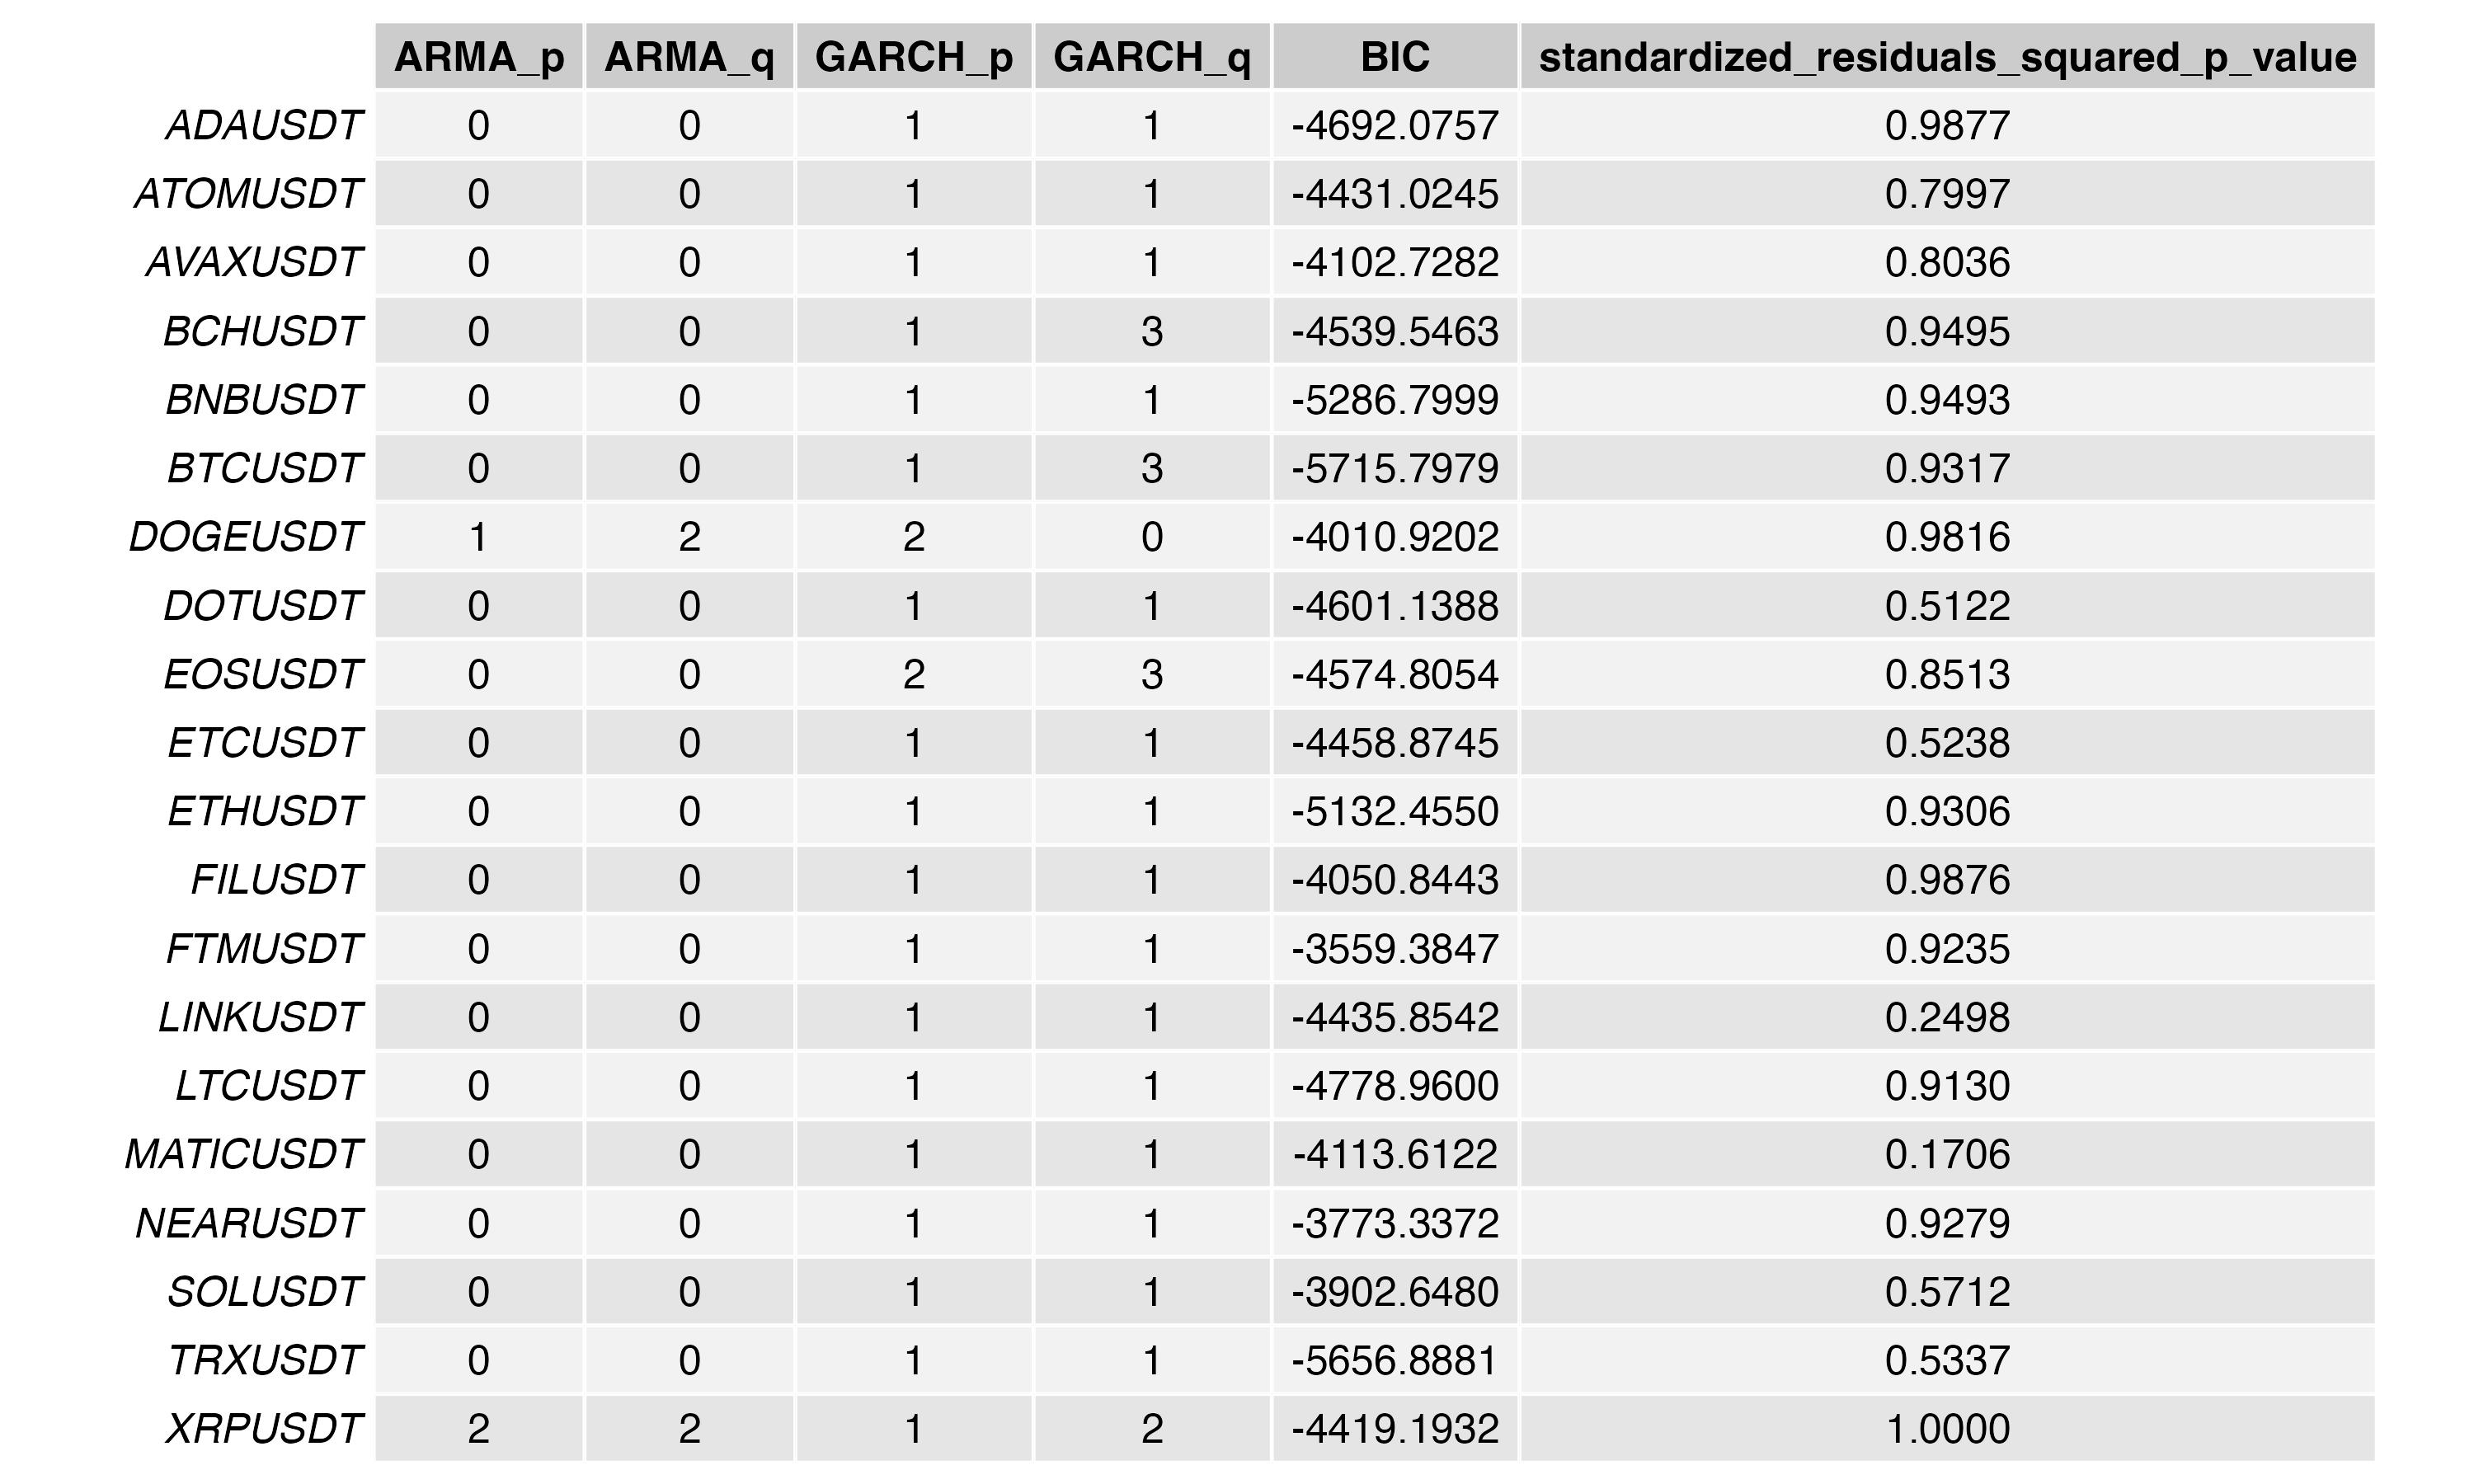 ARMA_p ARMA_q GARCH_p GARCH_q BIC standardized_residuals_squared_p_value
ADAUSDT 0 0 1 1 -4692.0757 0.9877
ATOMUSDT 0 0 1 1 -4431.0245 0.7997
AVAXUSDT 0 0 1 1 -4102.7282 0.8036
BCHUSDT 0 0 1 3 -4539.5463 0.9495
BNBUSDT 0 0 1 1 -5286.7999 0.9493
BTCUSDT 0 0 1 3 -5715.7979 0.9317
DOGEUSDT 1 2 2 0 -4010.9202 0.9816
DOTUSDT 0 0 1 1 -4601.1388 0.5122
EOSUSDT 0 0 2 3 -4574.8054 0.8513
ETCUSDT 0 0 1 1 -4458.8745 0.5238
ETHUSDT 0 0 1 1 -5132.4550 0.9306
FILUSDT 0 0 1 1 -4050.8443 0.9876
FTMUSDT 0 0 1 1 -3559.3847 0.9235
LINKUSDT 0 0 1 1 -4435.8542 0.2498
LTCUSDT 0 0 1 1 -4778.9600 0.9130
MATICUSDT 0 0 1 1 -4113.6122 0.1706
NEARUSDT 0 0 1 1 -3773.3372 0.9279
SOLUSDT 0 0 1 1 -3902.6480 0.5712
TRXUSDT 0 0 1 1 -5656.8881 0.5337
XRPUSDT 2 2 1 2 -4419.1932 1.0000